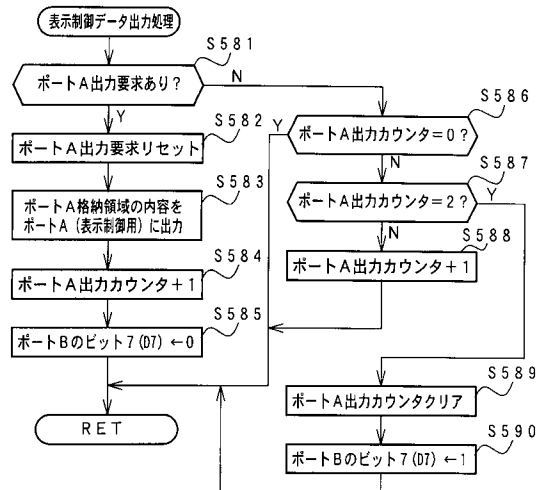 表示制御データ出力処理
S581
ポートA出力要求あり?
N
Y
S582
ポートA出力要求リセット
S583
ポートA格納領域の内容を
ポートA(表示制御用)に出力
S584
ポートA出力カウンタ+1
S585
ポートBのビット7(D7)←0
RET
S586
Y
ポートA出力カウンタ=0?
N
S587
ポートA出力カウンタ=2?
Y
N
S588
ポートA出力カウンタ+1
S589
ポートA出力カウンタクリア
S590
ポートBのビット7(D7)←1